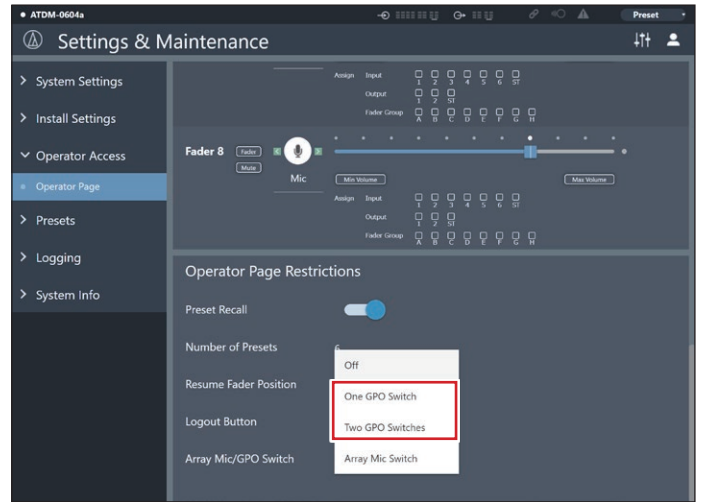 ATDM-0604a
Preset
Settings & Maintenance
System Settings
Install Settings
Operator Access
Operator Page
Presets
Logging
System Info
Assign Input 1 2 3 4 5 6 ST
Output 1 2 ST
Fader Group A B C D E F G H
Fader 8 Fader
Mute
Mic
Min Volume Max Volume
Assign Input 1 2 3 4 5 6 ST
Output 1 2 ST
Fader Group A B C D E F G H
Operator Page Restrictions
Preset Recall
Number of Presets 6
Resume Fader Position
Logout Button
Array Mic/GPO Switch
Off
One GPO Switch
Two GPO Switches
Array Mic Switch